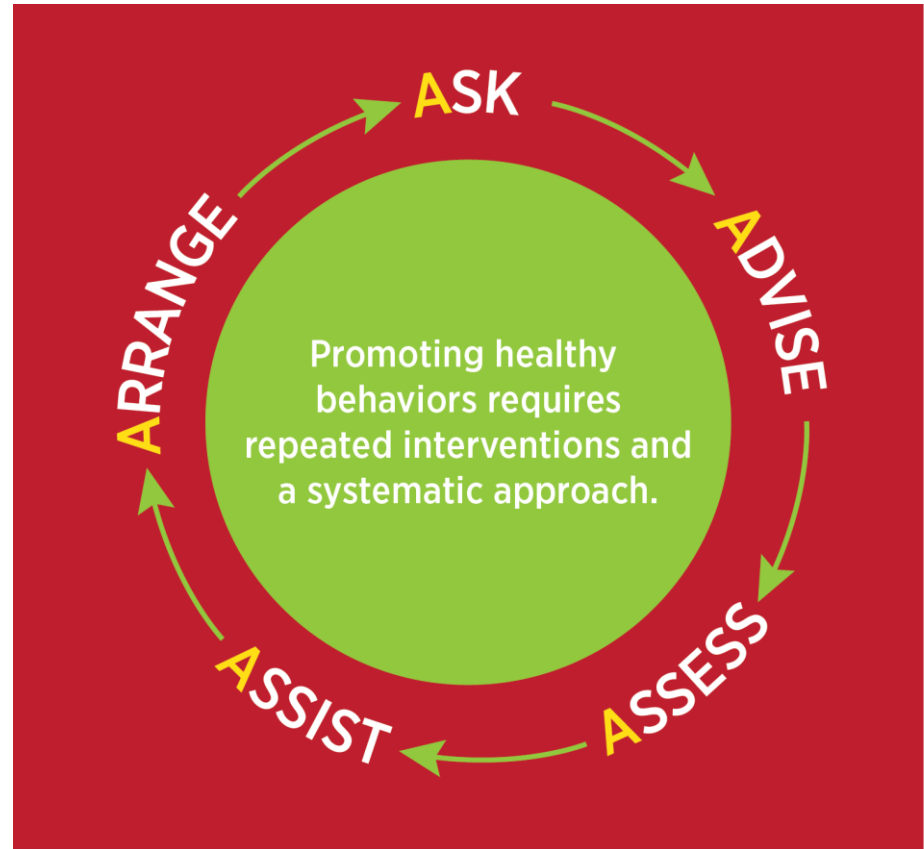 ASK
ADVISE
ASSESS
ASSIST
ARRANGE
Promoting healthy
behaviors requires
repeated interventions and
a systematic approach.